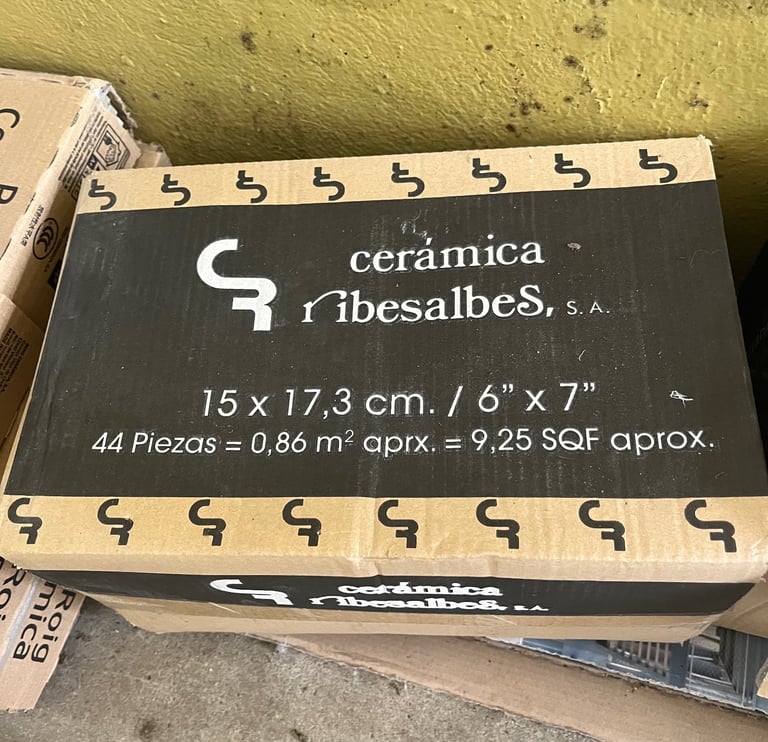 cerámica
ribesalbes, S. A.
15 x 17,3 cm. / 6” x 7”
44 Piezas = 0,86 m² aprx. = 9,25 SQF aprox.
cerámica
ribesalbes, S.A.
Roig
mica
Roi